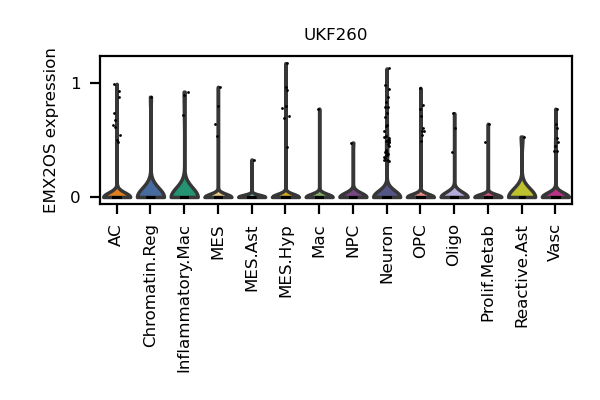 UKF260
EMX2OS expression
1
0
AC
Chromatin.Reg
Inflammatory.Mac
MES
MES.Ast
MES.Hyp
Mac
NPC
Neuron
OPC
Oligo
Prolif.Metab
Reactive.Ast
Vasc